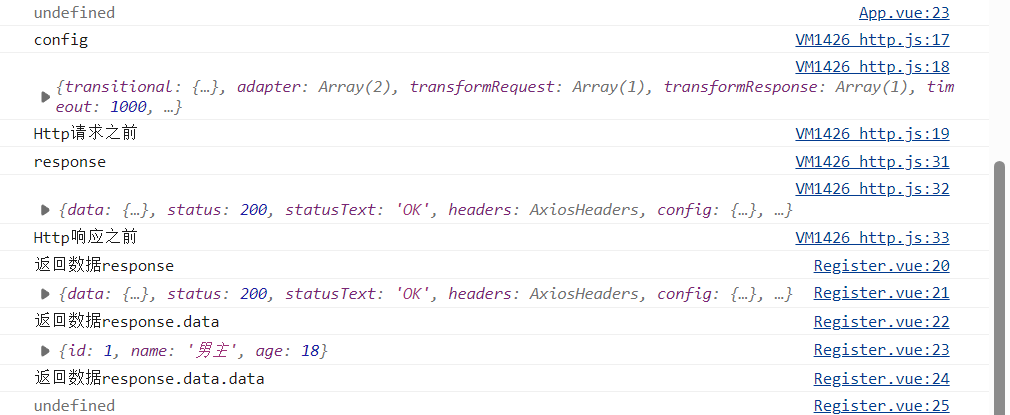 undefined App.vue:23
config VM1426 http.js:17
VM1426 http.js:18
{transitional: {…}, adapter: Array(2), transformRequest: Array(1), transformResponse: Array(1), tim
eout: 1000, …}
Http请求之前 VM1426 http.js:19
response VM1426 http.js:31
VM1426 http.js:32
{data: {…}, status: 200, statusText: 'OK', headers: AxiosHeaders, config: {…}, …}
Http响应之前 VM1426 http.js:33
返回数据response Register.vue:20
{data: {…}, status: 200, statusText: 'OK', headers: AxiosHeaders, config: {…}, …} Register.vue:21
返回数据response.data Register.vue:22
{id: 1, name: '男主', age: 18} Register.vue:23
返回数据response.data.data Register.vue:24
undefined Register.vue:25